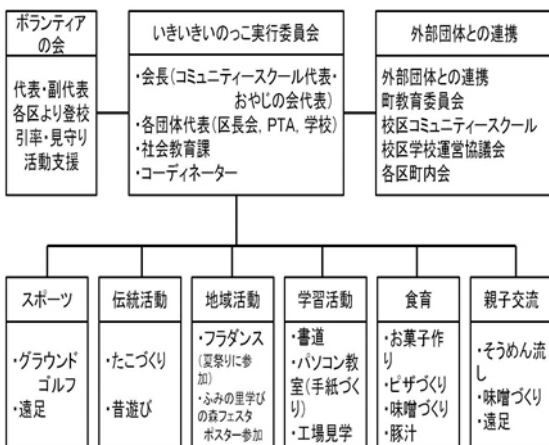 ボランティア
の会
代表・副代表
各区より登校
引率・見守り
活動支援
いきいきいのっこ実行委員会
・会長(コミュニティースクール代表・
おやじの会代表)
・各団体代表(区長会, PTA, 学校)
・社会教育課
・コーディネーター
外部団体との連携
外部団体との連携
町教育委員会
校区コミュニティースクール
校区学校運営協議会
各区町内会
スポーツ
・グラウンド
ゴルフ
・遠足
伝統活動
・たこづくり
・昔遊び
地域活動
・フラダンス
(夏祭りに参
加)
・ふみの里学び
の森フェスタ
ポスター参加
学習活動
・書道
・パソコン教
室(手紙づく
り)
・工場見学
食育
・お菓子作
り
・ピザづくり
・味噌づくり
・豚汁
親子交流
・そうめん流
し
・味噌づくり
・遠足